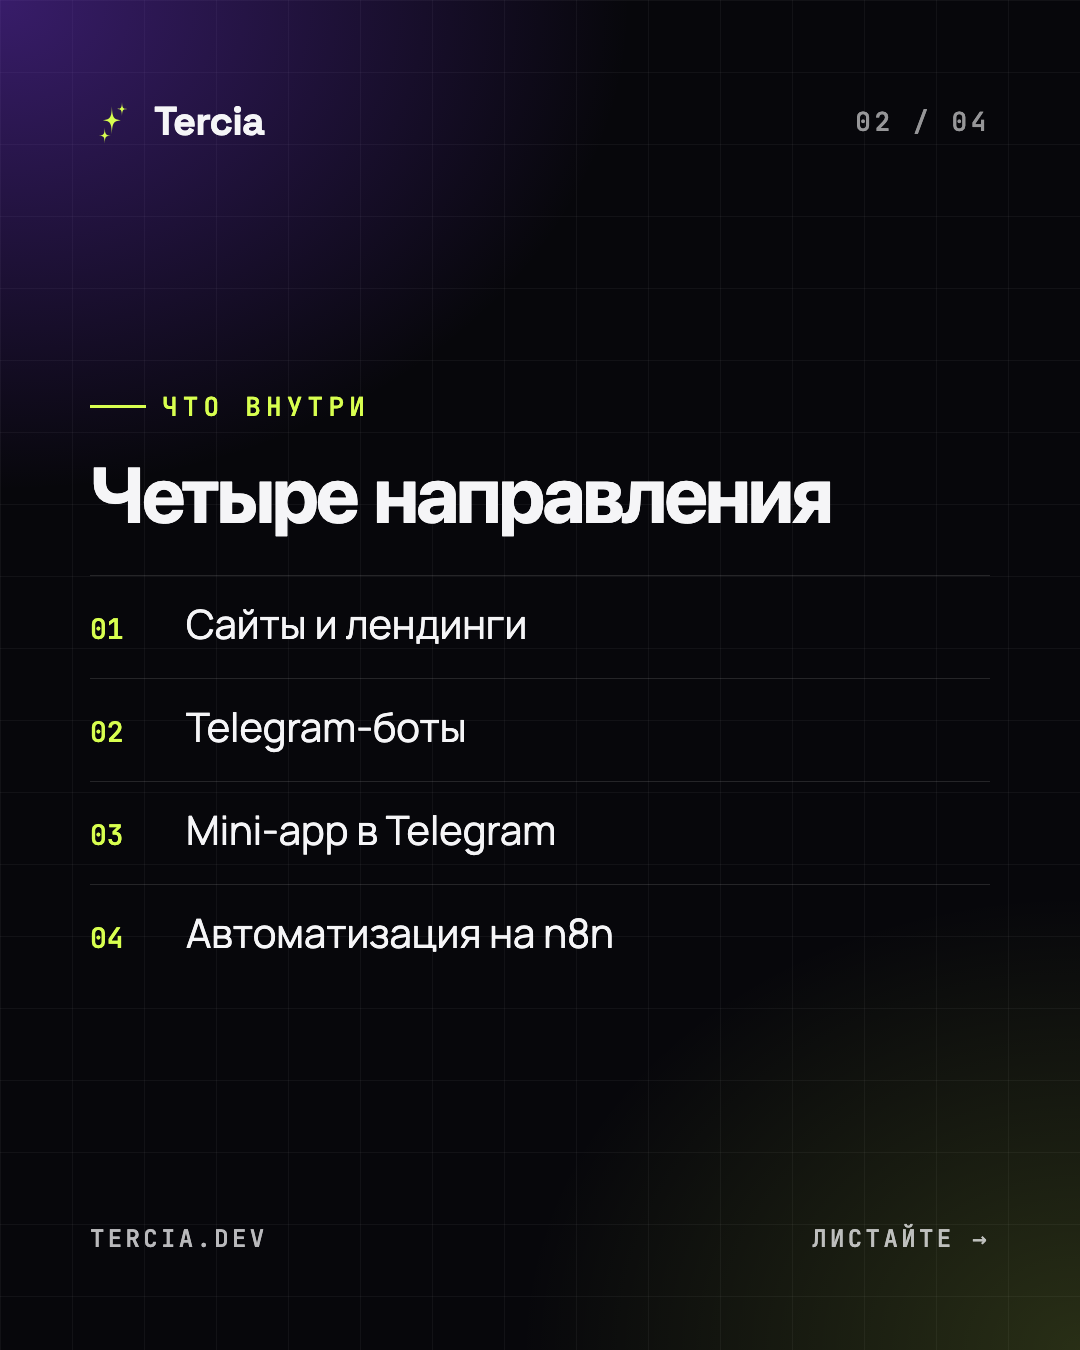 Tercia
02 / 04
ЧТО ВНУТРИ
Четыре направления
01 Сайты и лендинги
02 Telegram-боты
03 Mini-app в Telegram
04 Автоматизация на n8n
TERCIA.DEV
ЛИСТАЙТЕ →